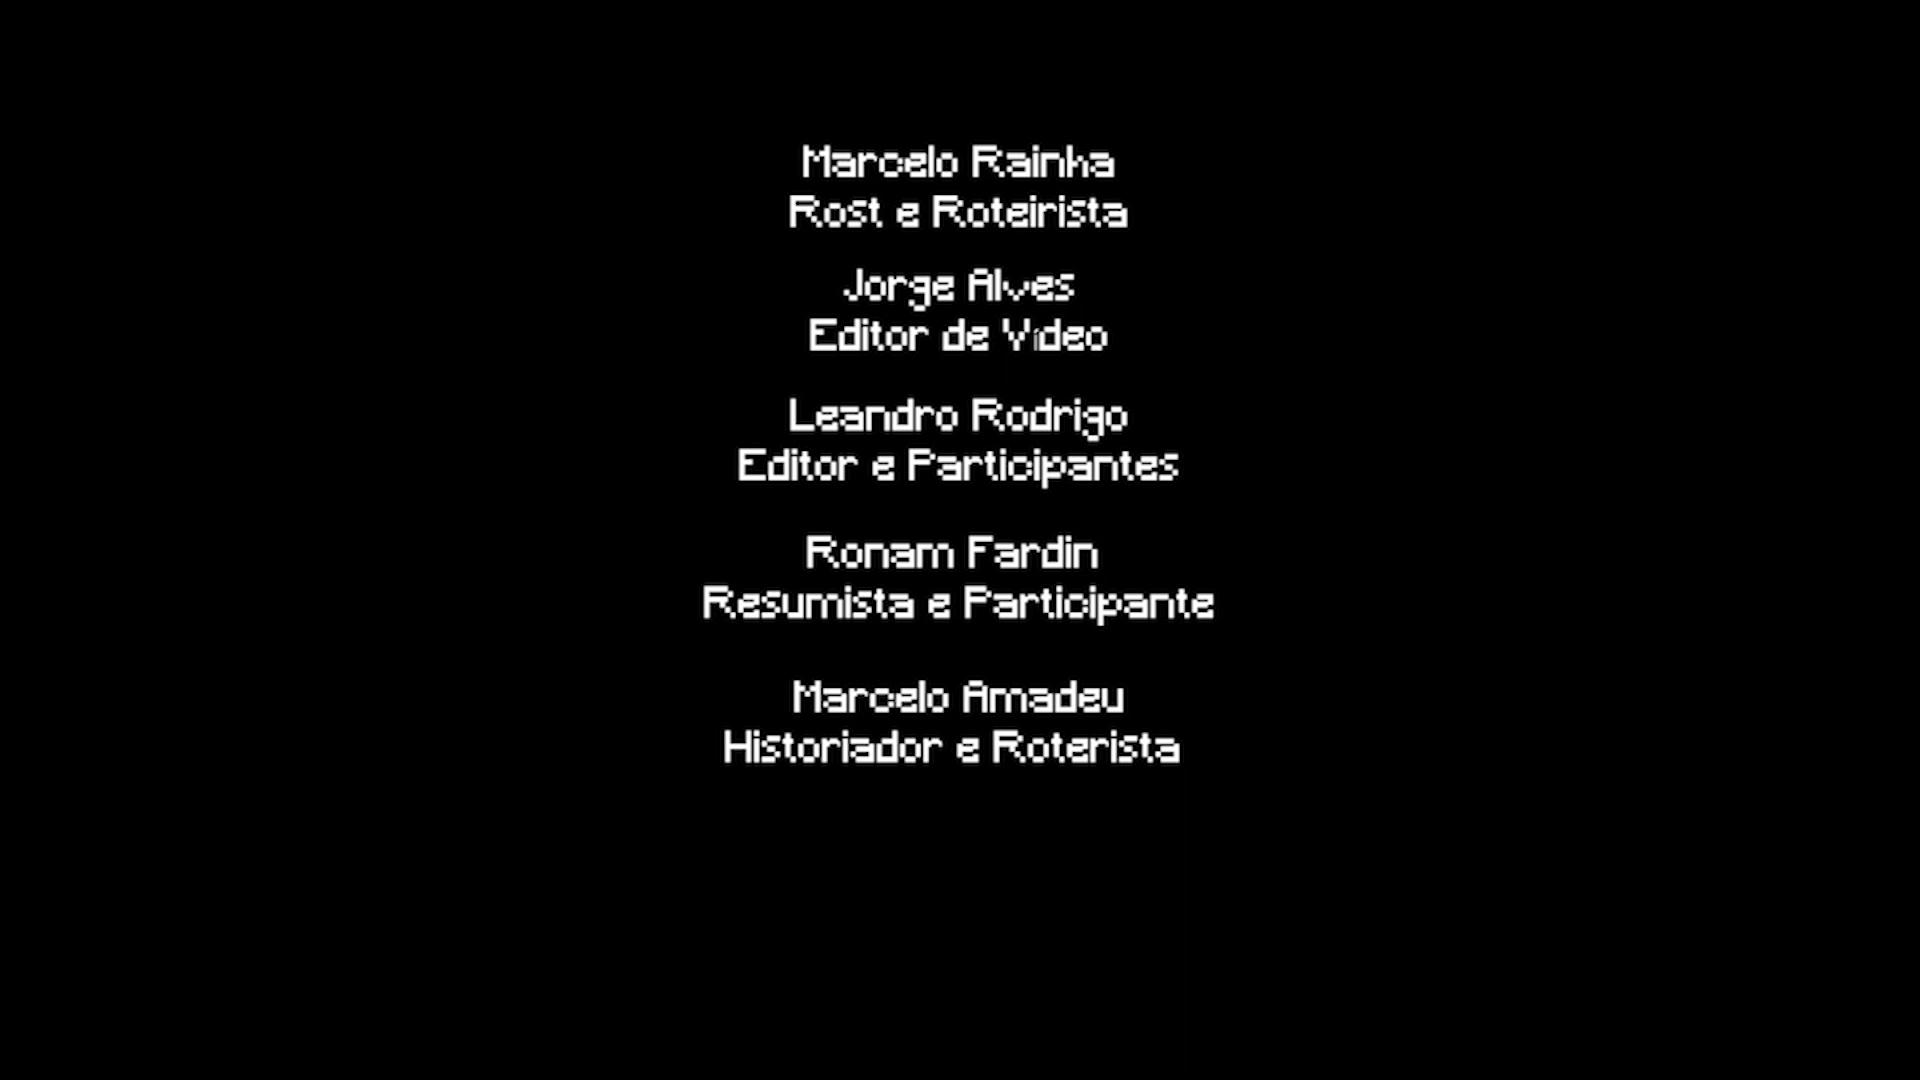 Marcelo Rainha
Rost e Roteirista
Jorge Alves
Editor de Vídeo
Leandro Rodrigo
Editor e Participantes
Ronam Fardin
Resumista e Participante
Marcelo Amadeu
Historiador e Roterista